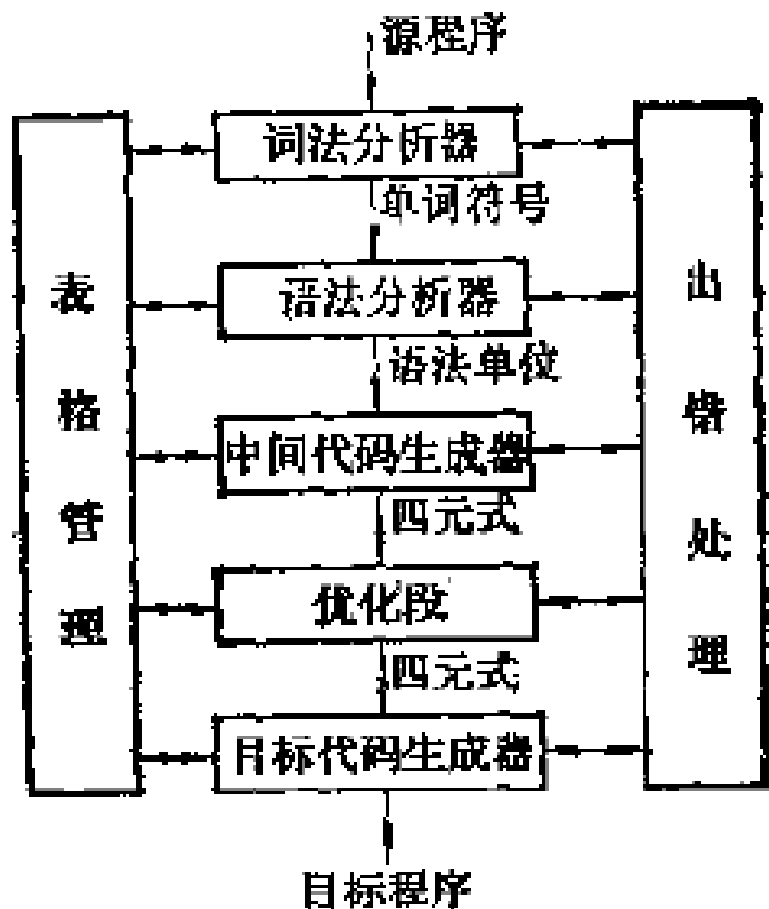 源程序
词法分析器
单词符号
语法分析器
语法单位
中间代码生成器
四元式
优化段
四元式
目标代码生成器
目标程序
表格管理
出错处理